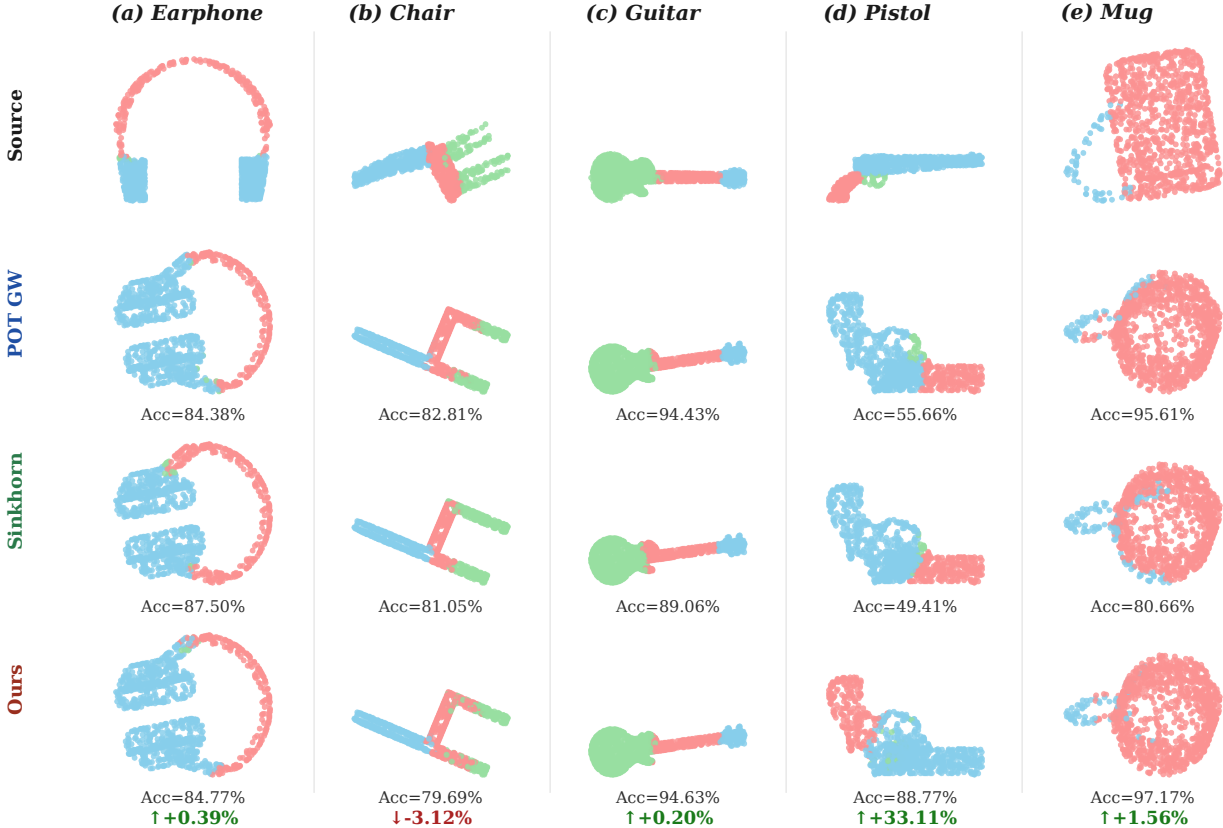 (a) Earphone (b) Chair (c) Guitar (d) Pistol (e) Mug
Source
POT GW
Acc=84.38% Acc=82.81% Acc=94.43% Acc=55.66% Acc=95.61%
Sinkhorn
Acc=87.50% Acc=81.05% Acc=89.06% Acc=49.41% Acc=80.66%
Ours
Acc=84.77% Acc=79.69% Acc=94.63% Acc=88.77% Acc=97.17%
↑+0.39% ↓-3.12% ↑+0.20% ↑+33.11% ↑+1.56%